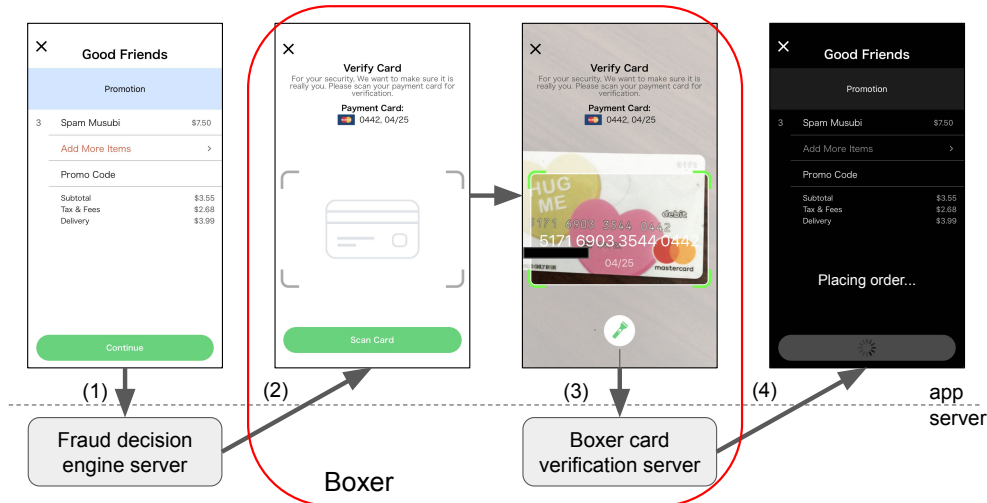 Good Friends
Promotion
3 Spam Musubi $7.50
Add More Items >
Promo Code
Subtotal $3.55
Tax & Fees $2.68
Delivery $3.99
Continue
Verify Card
For your security, We want to make sure it is
really you. Please scan your payment card for
verification.
Payment Card:
0442, 04/25
Scan Card
Verify Card
For your security, We want to make sure it is
really you. Please scan your payment card for
verification.
Payment Card:
0442, 04/25
HUG
ME
debit
5171 6903 3544 0442
5171 6903 3544 0442
04/25
mastercard
Good Friends
Promotion
3 Spam Musubi $7.50
Add More Items >
Promo Code
Subtotal $3.55
Tax & Fees $2.68
Delivery $3.99
Placing order...
(1)
(2)
(3)
(4)
app
server
Fraud decision
engine server
Boxer card
verification server
Boxer